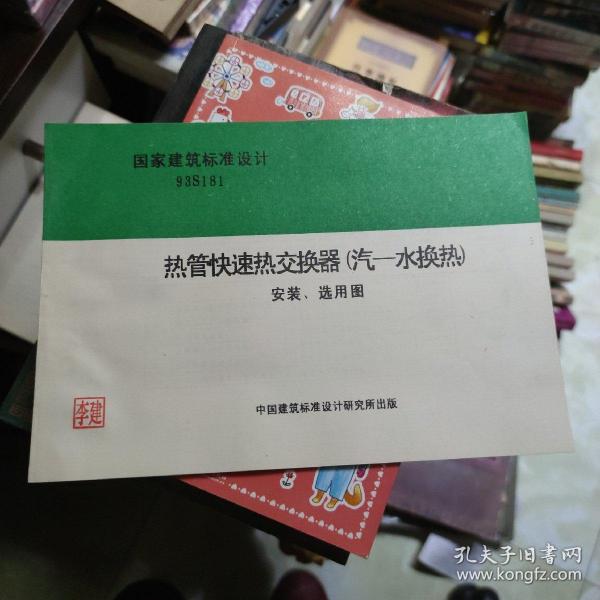 国家建筑标准设计
93S181
热管快速热交换器(汽—水换热)
安装、选用图
李建
中国建筑标准设计研究所出版
孔夫子旧书网
www.kongfz.com